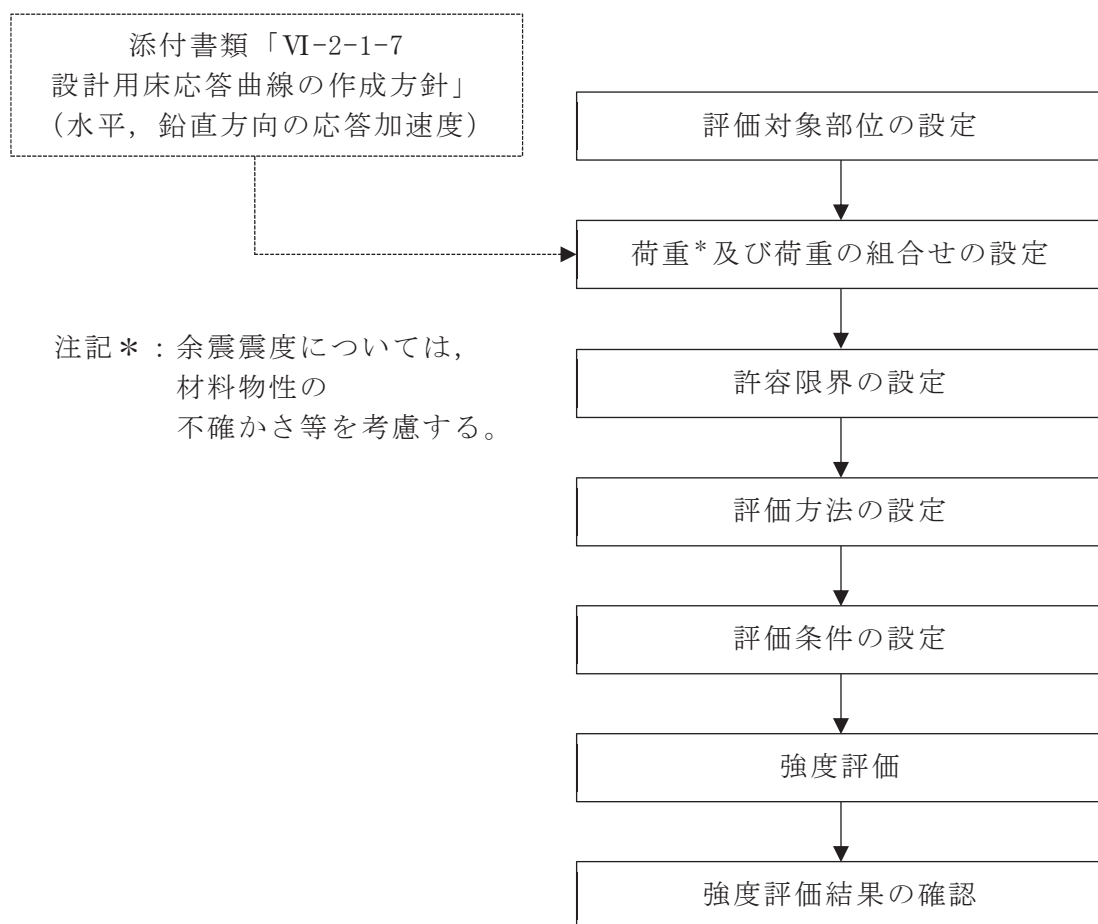 添付書類「Ⅵ-2-1-7
設計用床応答曲線の作成方針」
（水平，鉛直方向の応答加速度）
評価対象部位の設定
荷重*及び荷重の組合せの設定
注記＊：余震震度については，
材料物性の
不確かさ等を考慮する。
許容限界の設定
評価方法の設定
評価条件の設定
強度評価
強度評価結果の確認